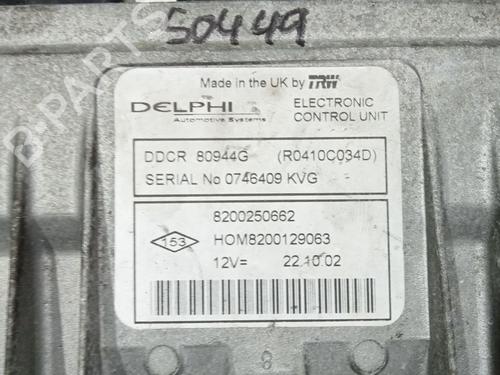 50449
Made in the UK by TRW
DELPHI
Automotive Systems
ELECTRONIC
CONTROL UNIT
DDCR 80944G (R0410C034D)
SERIAL No 0746409 KVG
8200250662
153 HOM8200129063
12V= 22.10.02
8
B PARTS